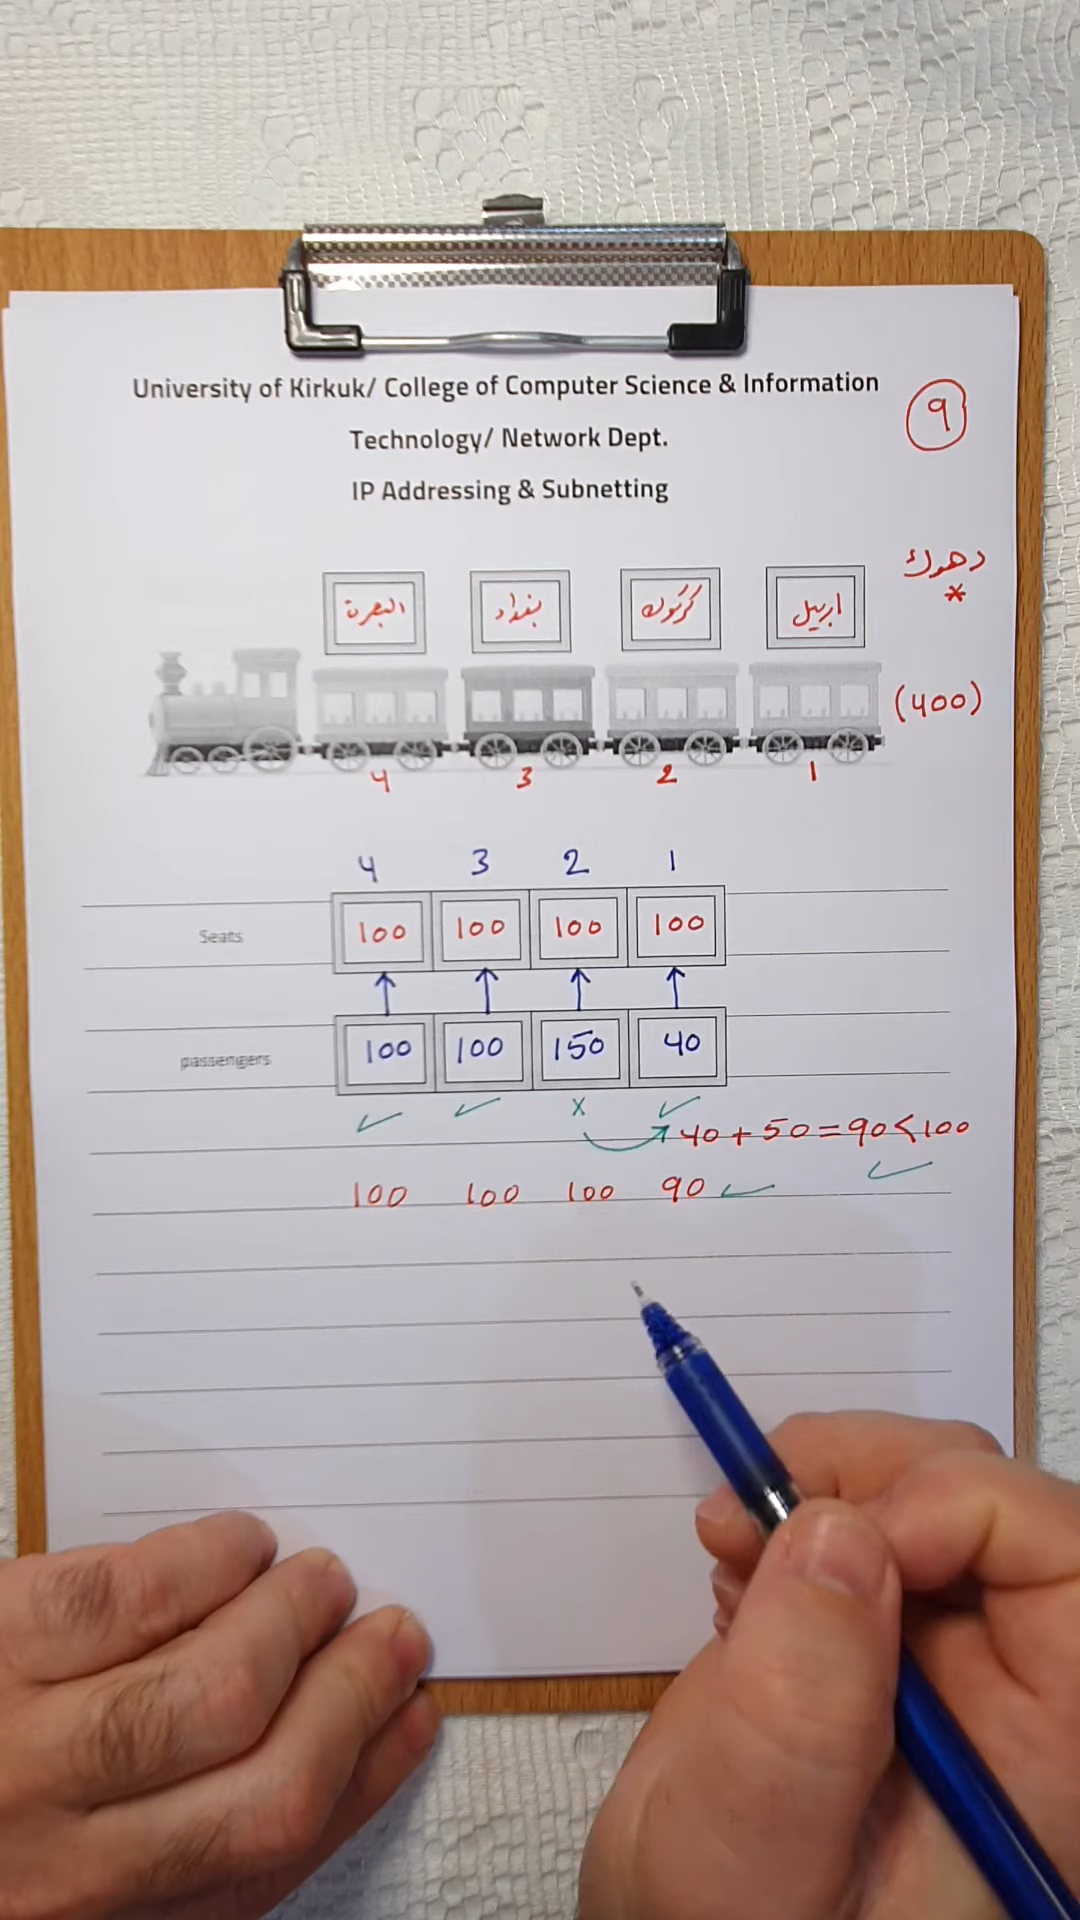 University of Kirkuk/ College of Computer Science & Information
Technology/ Network Dept.
IP Addressing & Subnetting
9
دهوك
*
اربيل كركوك بغداد البصرة
(400)
4 3 2 1
4 3 2 1
Seats 100 100 100 100
passengers 100 100 150 40
✓ ✓ x ✓
40 + 50 = 90 < 100
✓
100 100 100 90 ✓